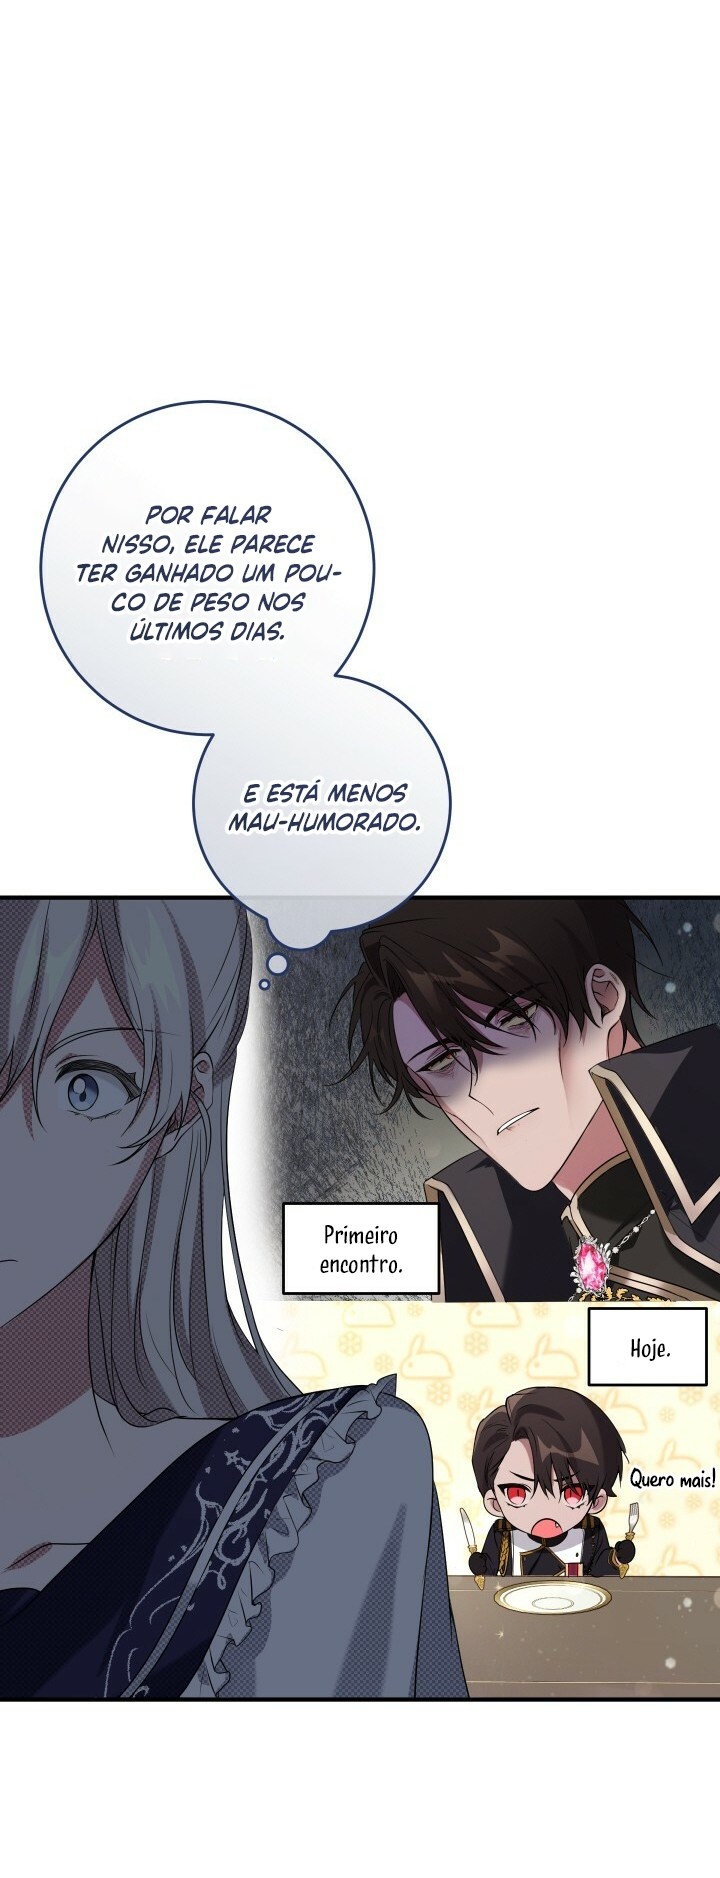 POR FALAR
NISSO, ELE PARECE
TER GANHADO UM POU-
CO DE PESO NOS
ÚLTIMOS DIAS.
E ESTÁ MENOS
MAU-HUMORADO.
Primeiro
encontro.
Hoje.
Quero mais!